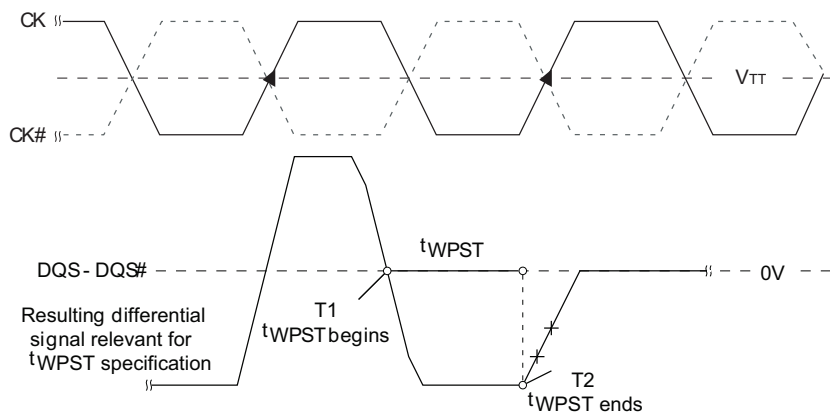 CK
VTT
CK#
tWPST
DQS - DQS#
0V
T1
tWPST begins
Resulting differential
signal relevant for
tWPST specification
T2
tWPST ends